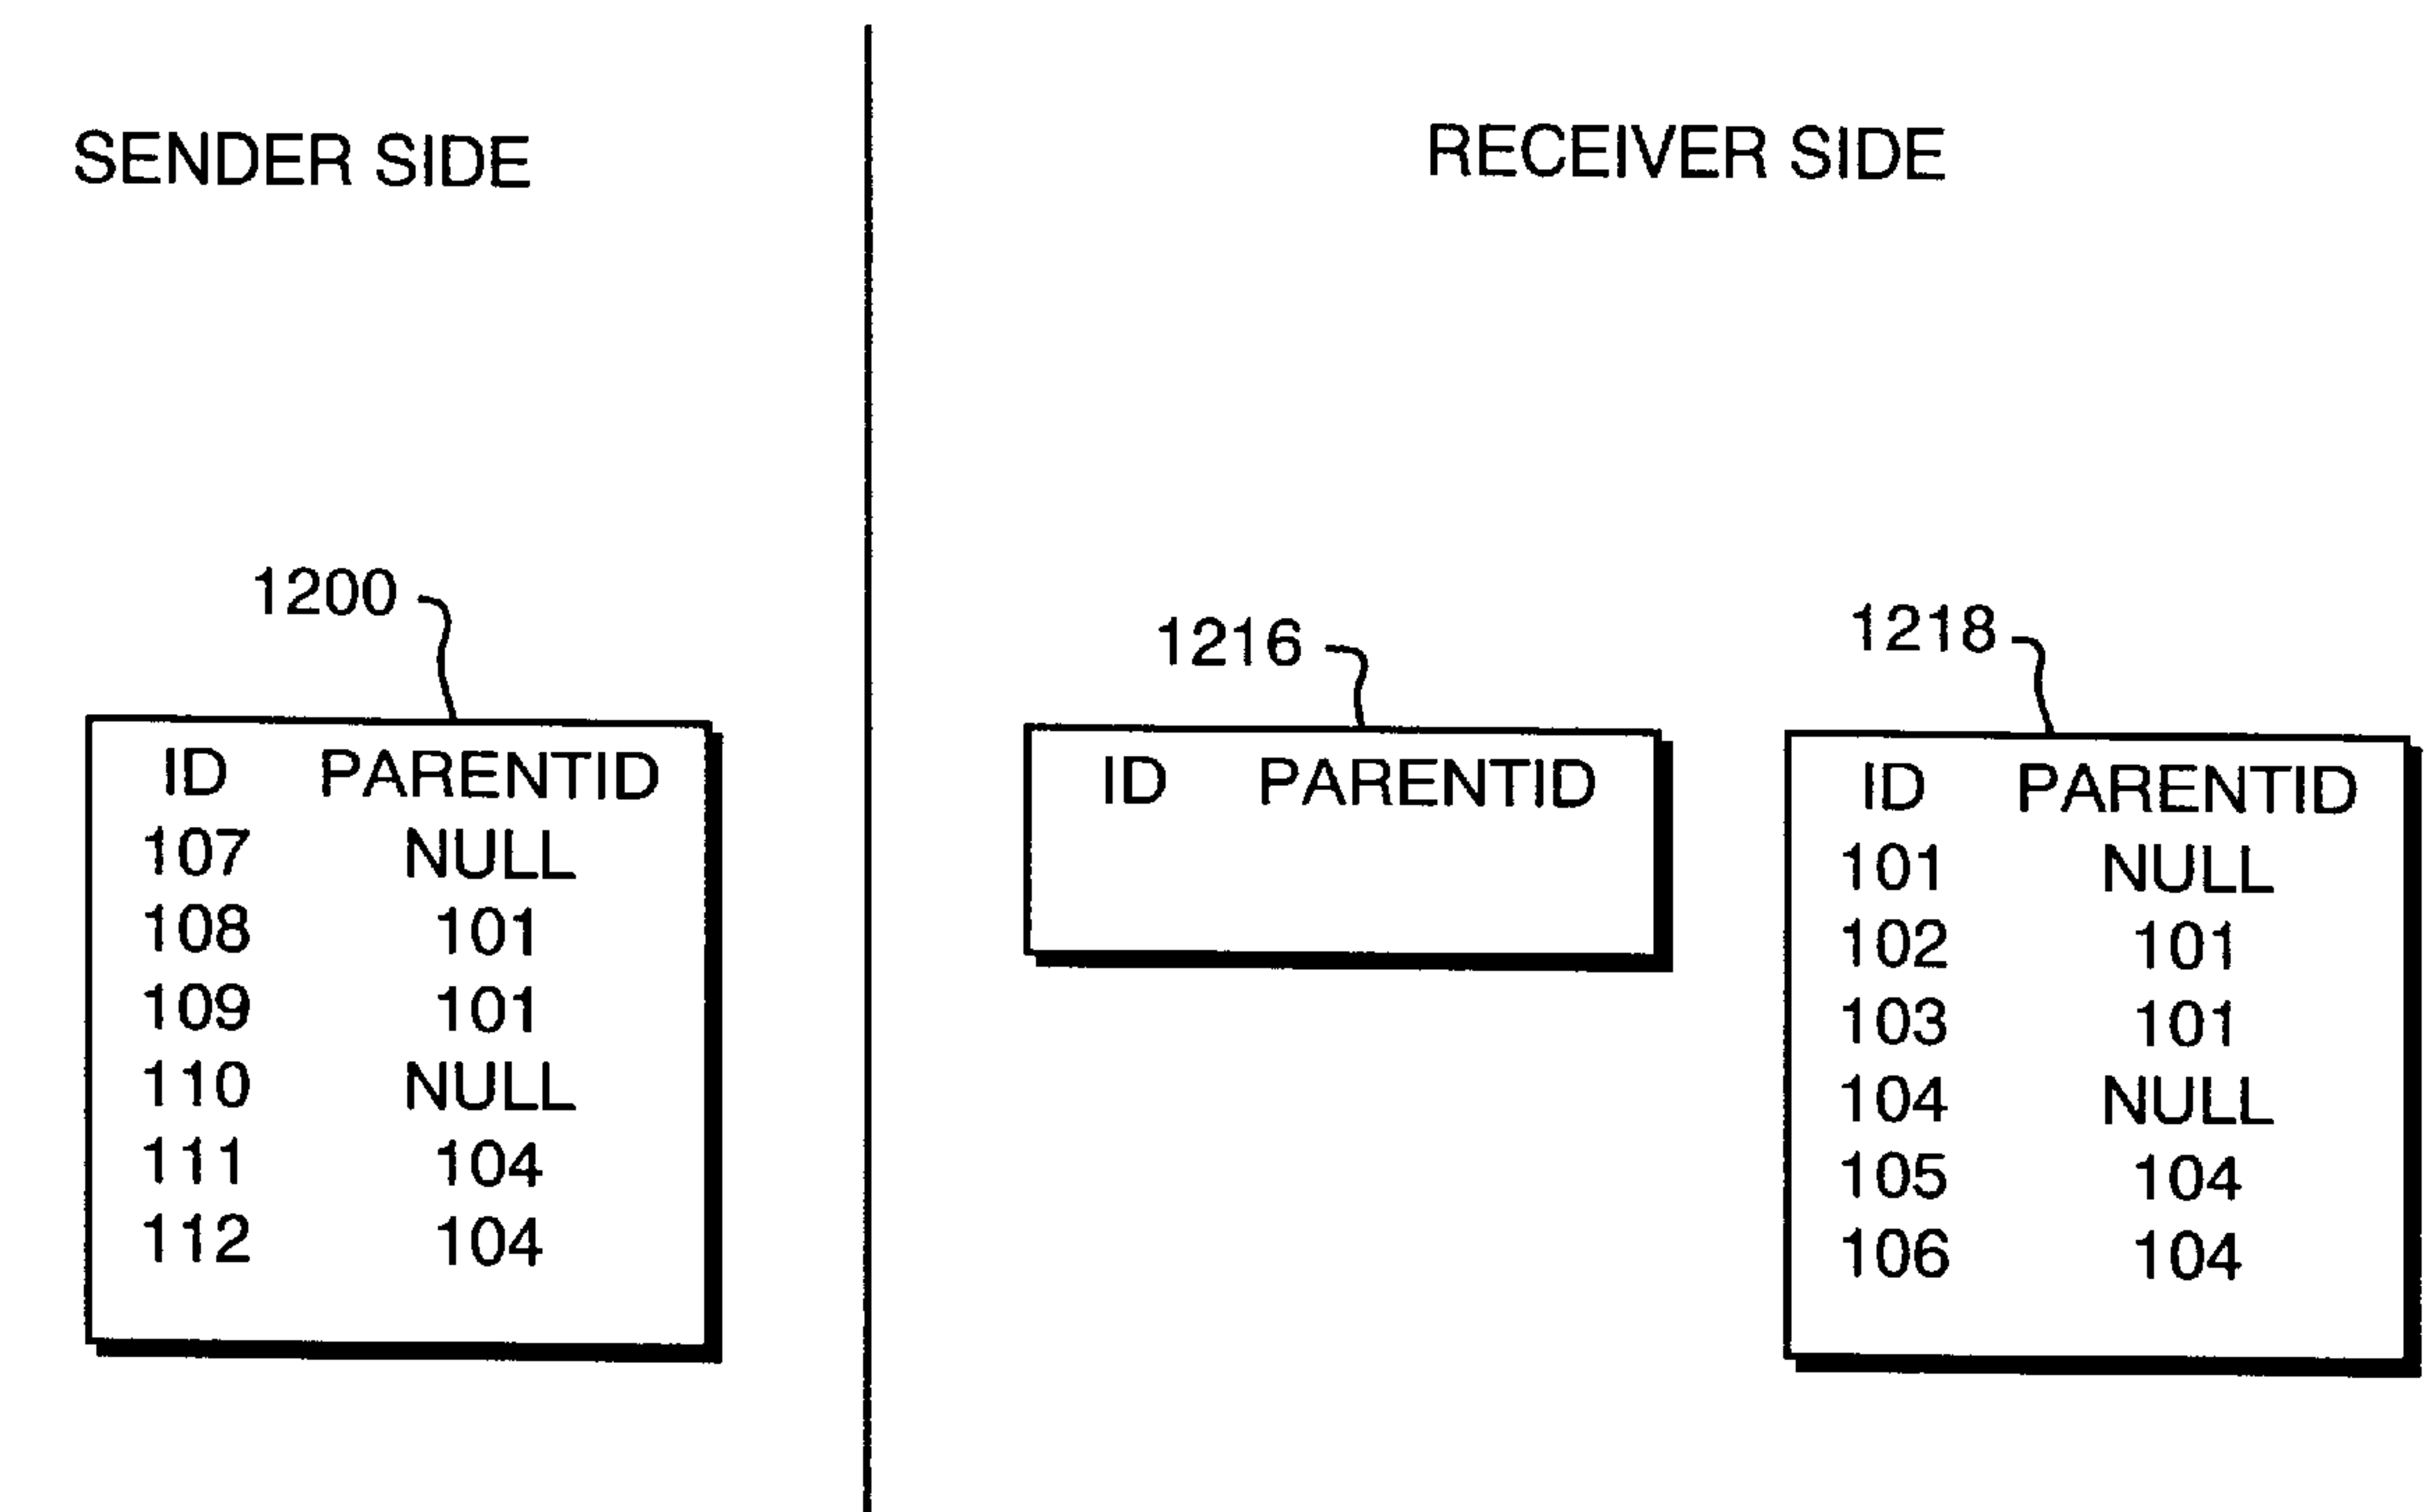 SENDER SIDE
RECEIVER SIDE
1200
ID PARENTID
107 NULL
108 101
109 101
110 NULL
111 104
112 104
1216
ID PARENTID
1218
ID PARENTID
101 NULL
102 101
103 101
104 NULL
105 104
106 104